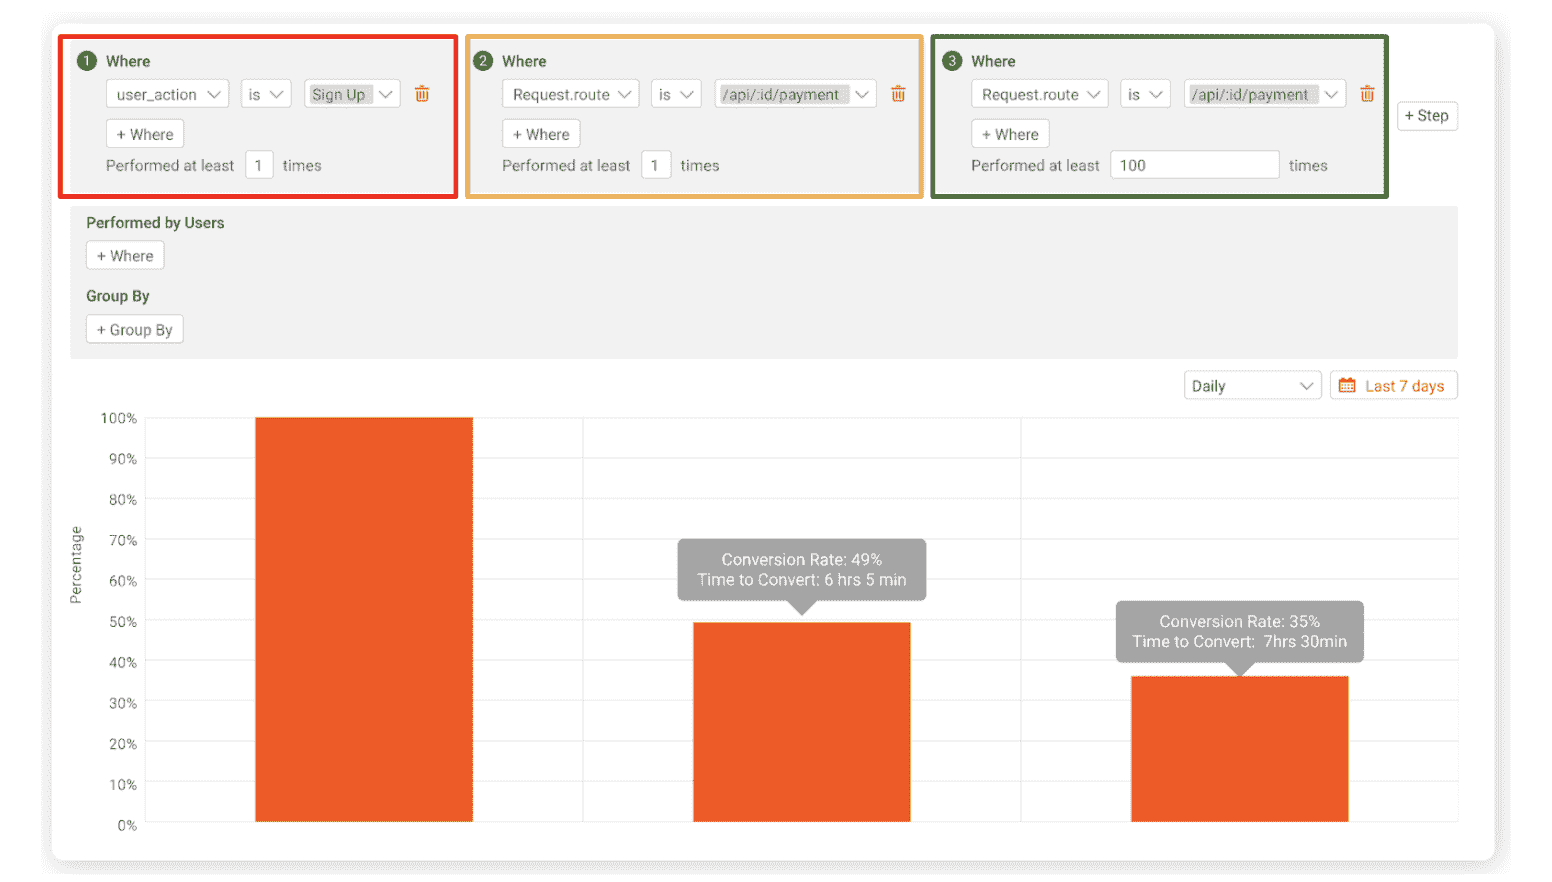 1 Where
user_action is Sign Up
+ Where
Performed at least 1 times
2 Where
Request.route is /api/:id/payment
+ Where
Performed at least 1 times
3 Where
Request.route is /api/:id/payment
+ Where
Performed at least 100 times
+ Step
Performed by Users
+ Where
Group By
+ Group By
Daily
Last 7 days
Percentage
100%
90%
80%
70%
60%
50%
40%
30%
20%
10%
0%
Conversion Rate: 49%
Time to Convert: 6 hrs 5 min
Conversion Rate: 35%
Time to Convert: 7hrs 30min